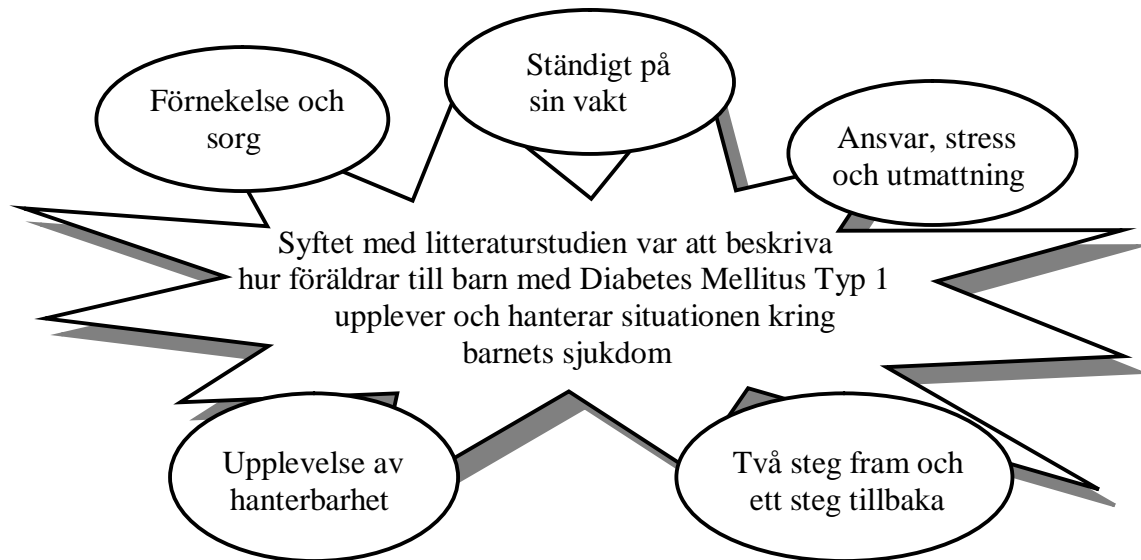 Förnekelse och
sorg
Ständigt på
sin vakt
Ansvar, stress
och utmattning
Syftet med litteraturstudien var att beskriva
hur föräldrar till barn med Diabetes Mellitus Typ 1
upplever och hanterar situationen kring
barnets sjukdom
Upplevelse av
hanterbarhet
Två steg fram och
ett steg tillbaka